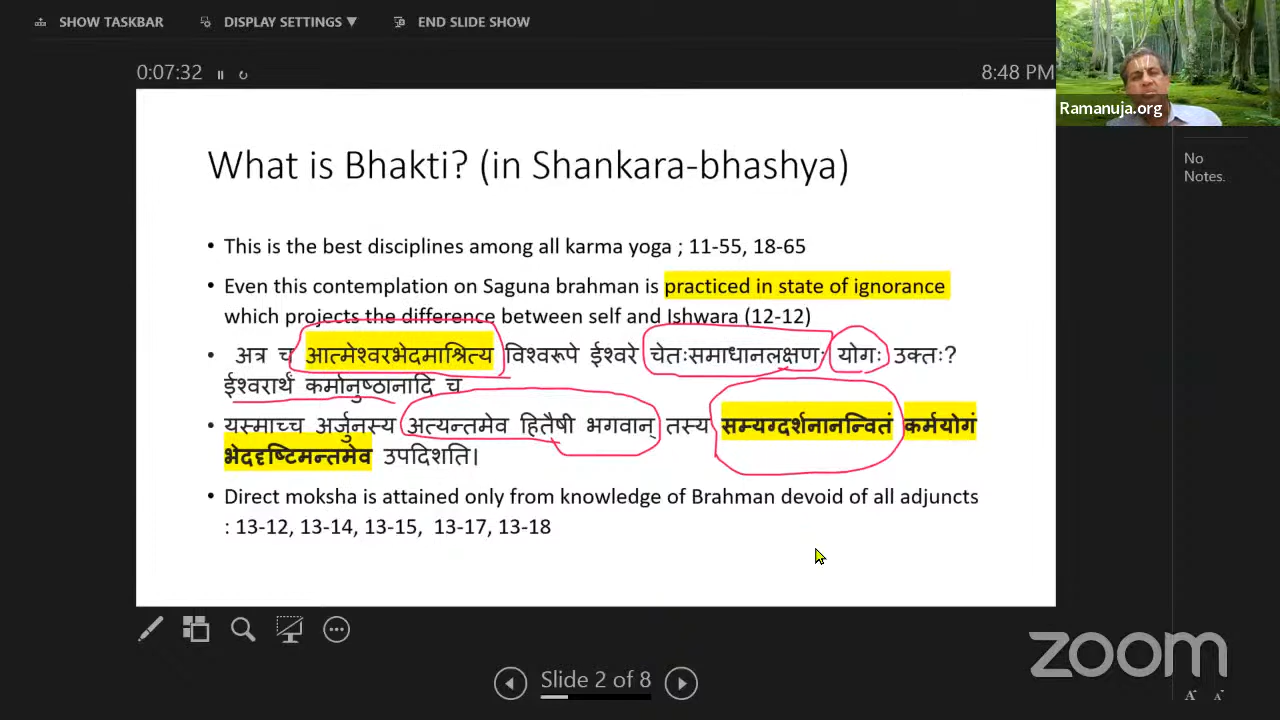 SHOW TASKBAR DISPLAY SETTINGS ▼ END SLIDE SHOW
0:07:32 8:48 PM
Ramanuja.org
No
Notes.
What is Bhakti? (in Shankara-bhashya)
• This is the best disciplines among all karma yoga ; 11-55, 18-65
• Even this contemplation on Saguna brahman is practiced in state of ignorance
which projects the difference between self and Ishwara (12-12)
• अत्र च आत्मेश्वरभेदमाश्रित्य विश्वरूपे ईश्वरे चेतःसमाधानलक्षणः योगः उक्तः?
ईश्वरार्थं कर्मानुष्ठानादि च
• यस्माच्च अर्जुनस्य अत्यन्तमेव हितैषी भगवान् तस्य सम्यग्दर्शनानन्वितं कर्मयोगं
भेददृष्टिमन्तमेव उपदिशति।
• Direct moksha is attained only from knowledge of Brahman devoid of all adjuncts
: 13-12, 13-14, 13-15, 13-17, 13-18
zoom
Slide 2 of 8
A A